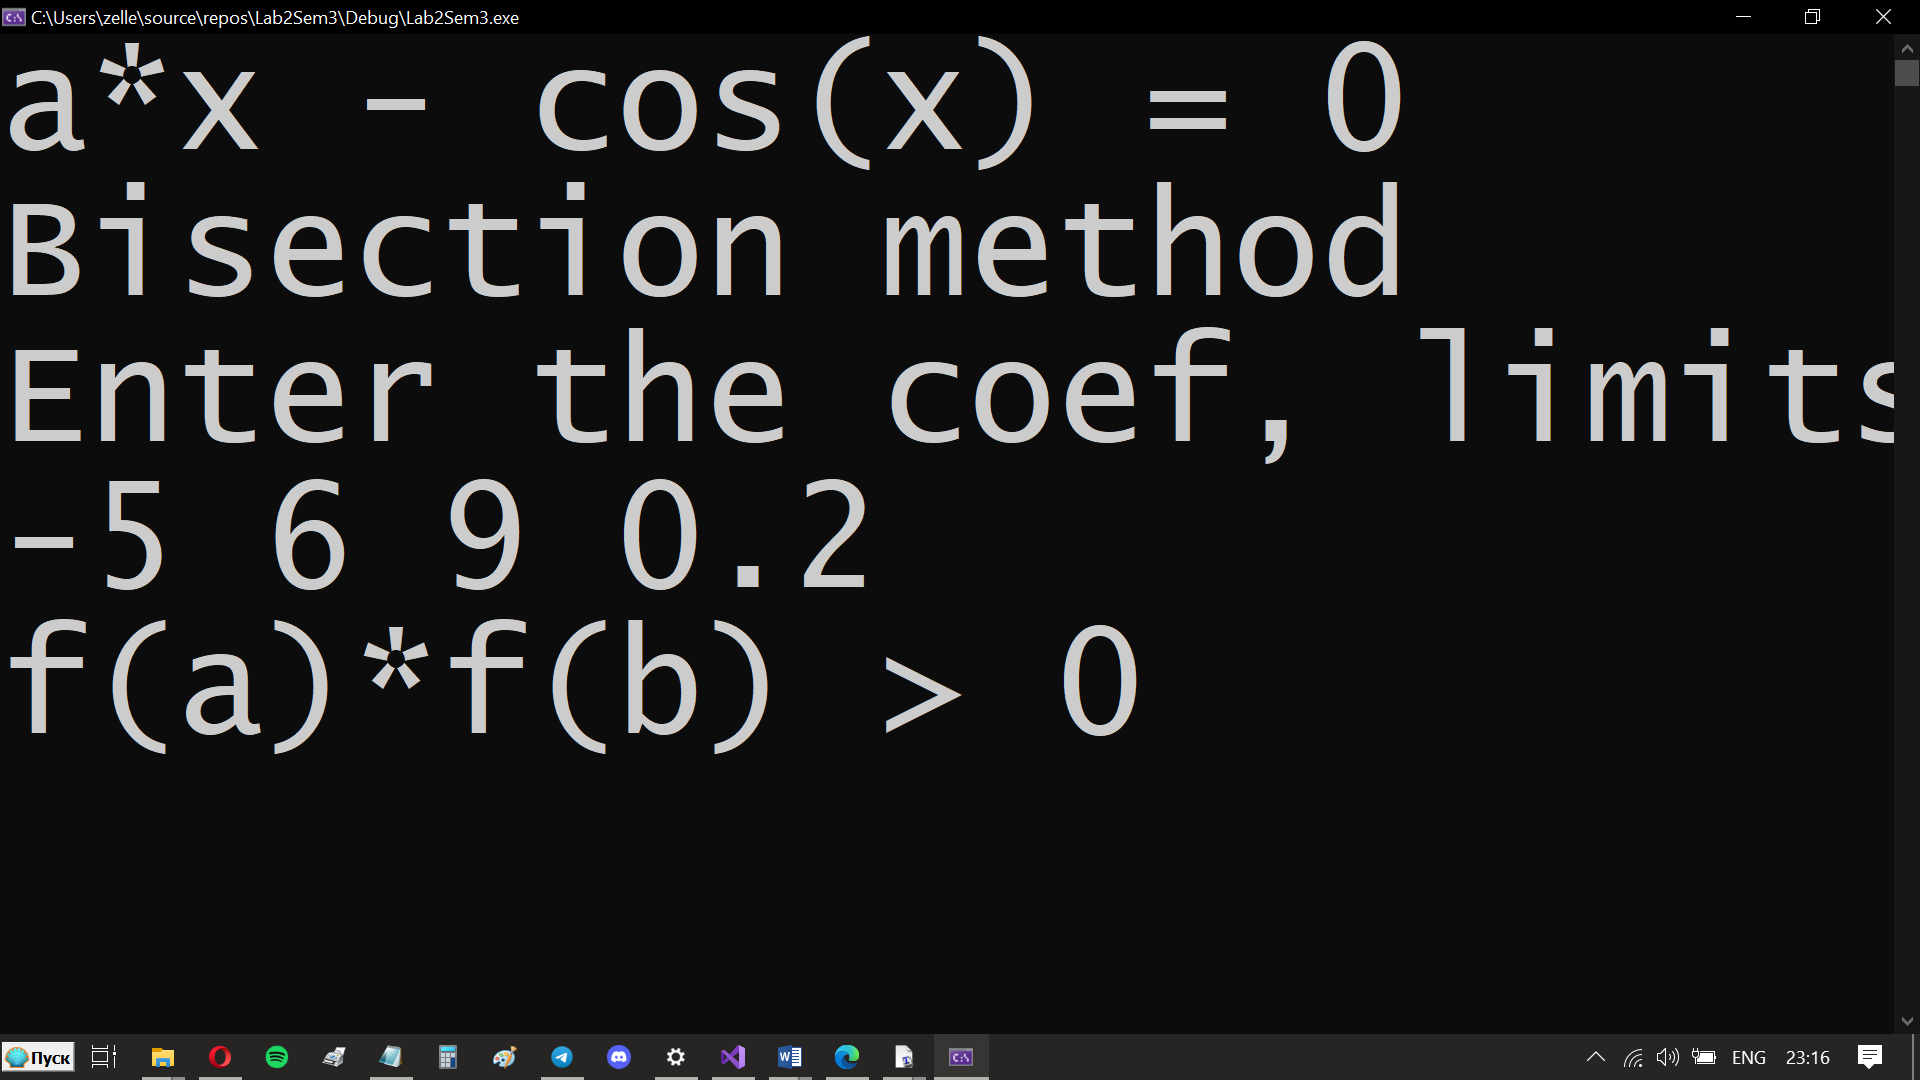 C:\Users\zelle\source\repos\Lab2Sem3\Debug\Lab2Sem3.exe
a*x - cos(x) = 0
Bisection method
Enter the coef, limits
-5 6 9 0.2
f(a)*f(b) > 0
Пуск
ENG
23:16